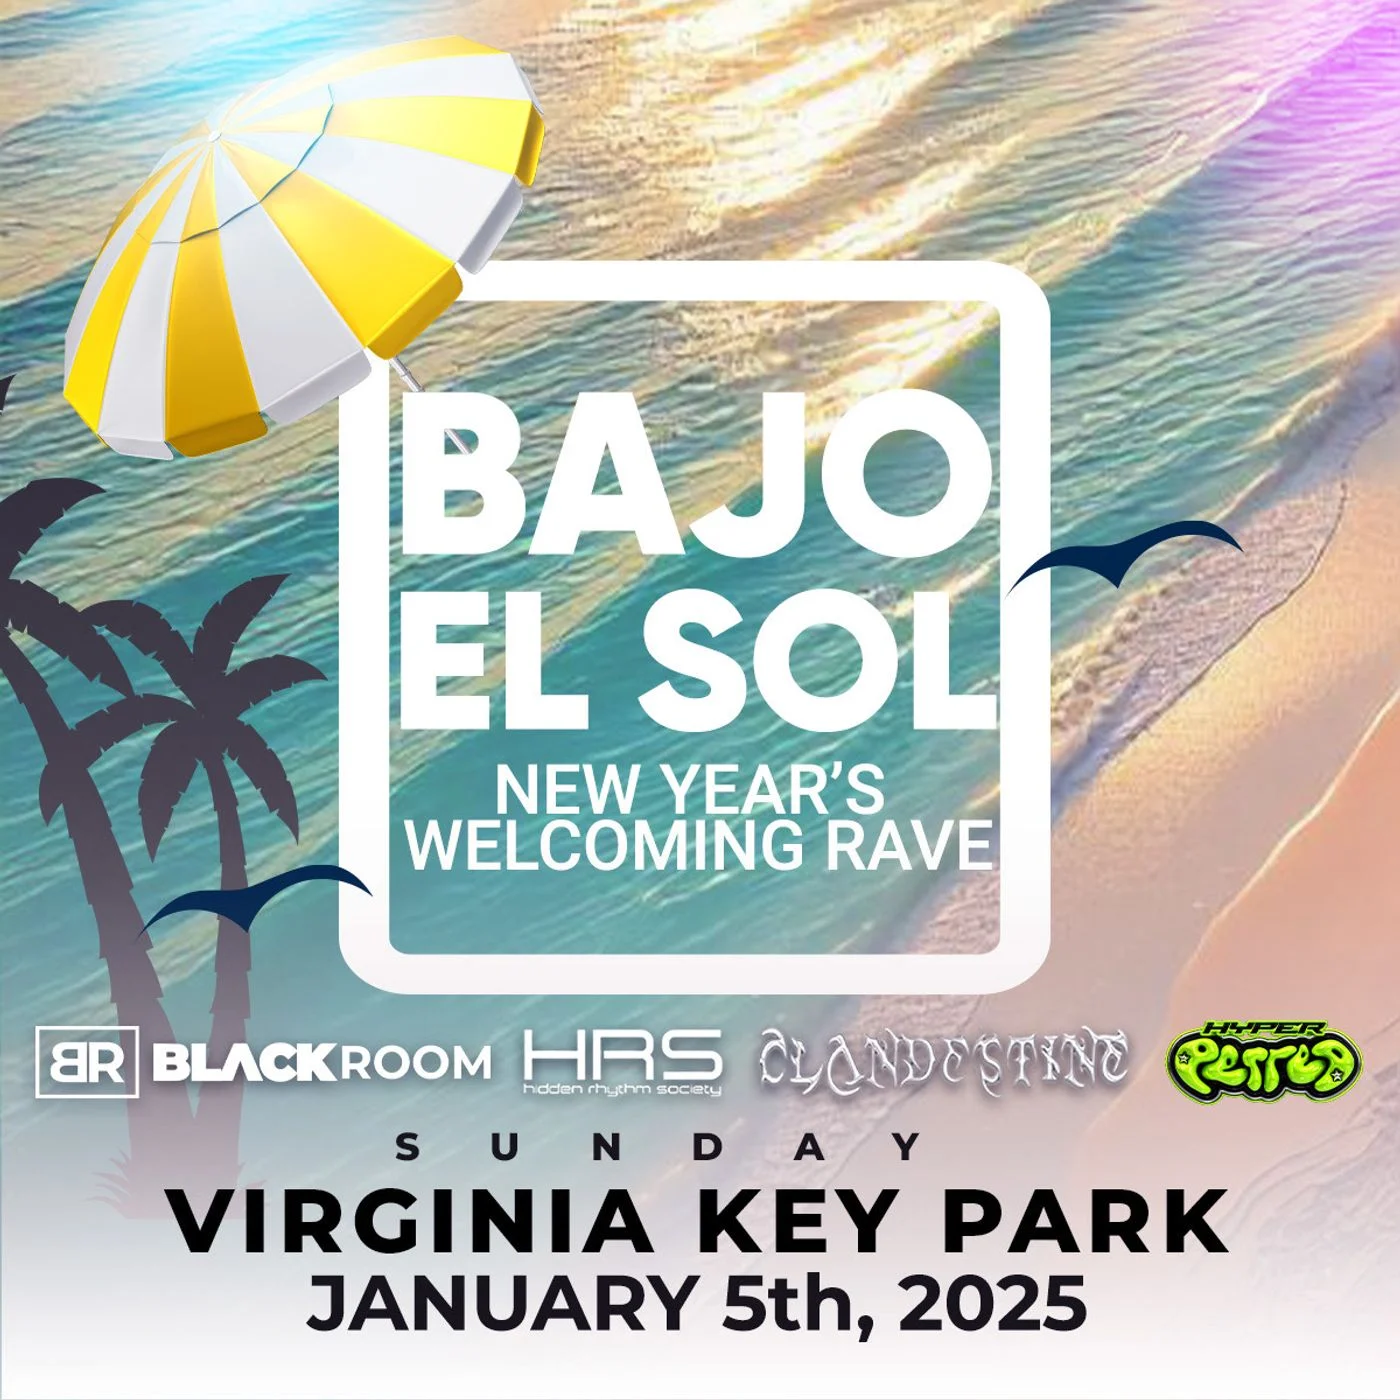 BAJO
EL SOL
NEW YEAR'S
WELCOMING RAVE
BR BLACKROOM
HRS
hidden rhythm society
CLANDESTINE
HYPER
PERREO
SUNDAY
VIRGINIA KEY PARK
JANUARY 5th, 2025